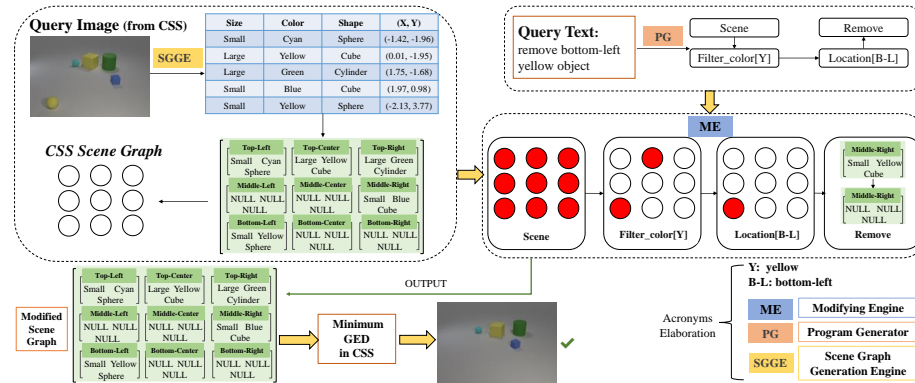 Query Image (from CSS)
SGGE
Size Color Shape (X, Y)
Small Cyan Sphere (-1.42, -1.96)
Large Yellow Cube (0.01, -1.95)
Large Green Cylinder (1.75, -1.68)
Small Blue Cube (1.97, 0.98)
Small Yellow Sphere (-2.13, 3.77)
CSS Scene Graph
Top-Left Top-Center Top-Right
Small Cyan Large Yellow Large Green
Sphere Cube Cylinder
Middle-Left Middle-Center Middle-Right
NULL NULL NULL NULL Small Blue
NULL NULL Cube
Bottom-Left Bottom-Center Bottom-Right
Small Yellow NULL NULL NULL NULL
Sphere NULL NULL
Query Text:
remove bottom-left
yellow object
PG
Scene
Filter_color[Y]
Location[B-L]
Remove
ME
Scene
Filter_color[Y]
Location[B-L]
Middle-Right
Small Yellow
Cube
Middle-Right
NULL NULL
NULL
Remove
OUTPUT
Modified
Scene
Graph
Top-Left Top-Center Top-Right
Small Cyan Large Yellow Large Green
Sphere Cube Cylinder
Middle-Left Middle-Center Middle-Right
NULL NULL NULL NULL Small Blue
NULL NULL Cube
Bottom-Left Bottom-Center Bottom-Right
Small Yellow NULL NULL NULL NULL
Sphere NULL NULL
Minimum
GED
in CSS
Y: yellow
B-L: bottom-left
Acronyms
Elaboration
ME Modifying Engine
PG Program Generator
SGGE Scene Graph
Generation Engine